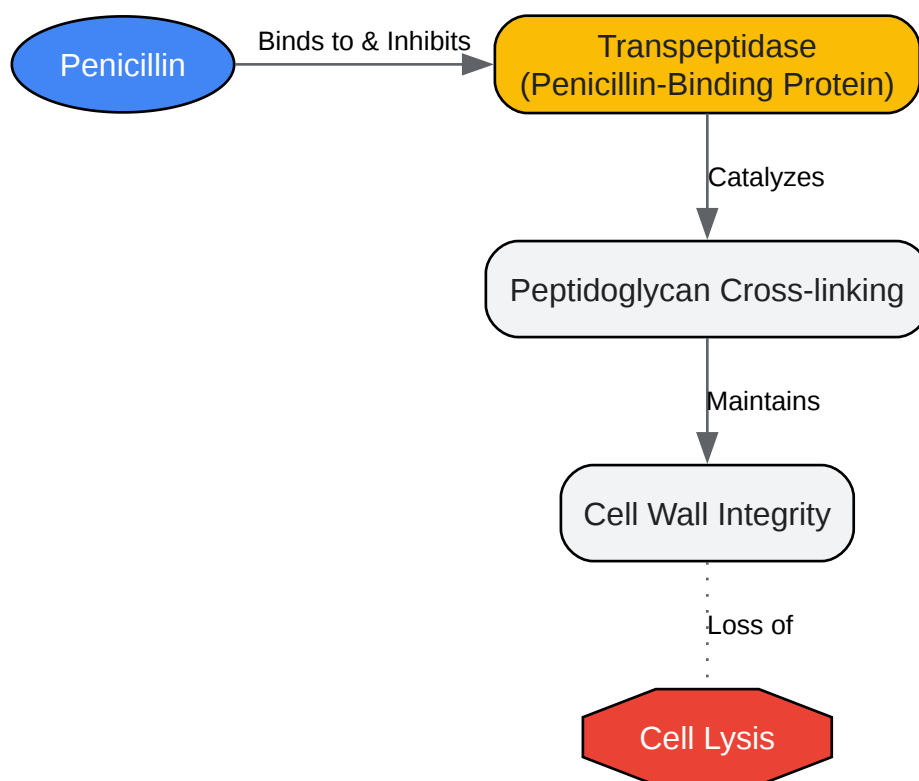 Penicillin
Binds to & Inhibits
Transpeptidase
(Penicillin-Binding Protein)
Catalyzes
Peptidoglycan Cross-linking
Maintains
Cell Wall Integrity
Loss of
Cell Lysis